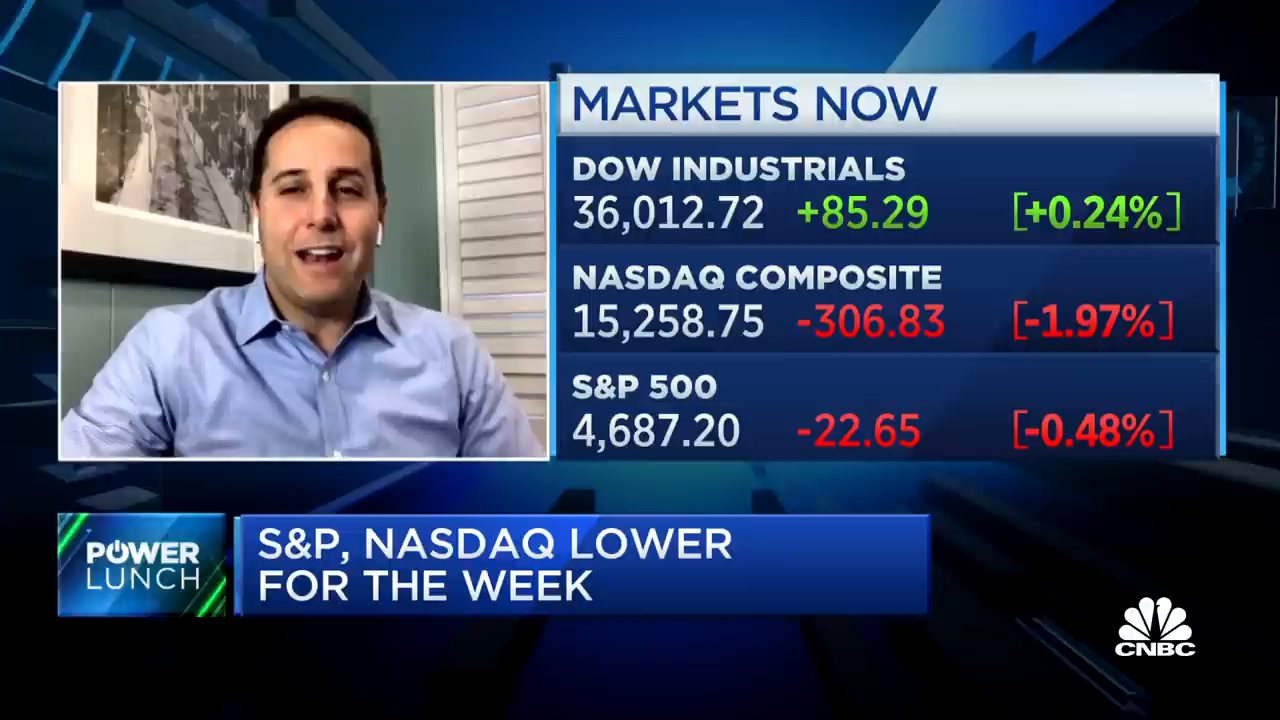 MARKETS NOW
DOW INDUSTRIALS
36,012.72 +85.29 [+0.24%]
NASDAQ COMPOSITE
15,258.75 -306.83 [-1.97%]
S&P 500
4,687.20 -22.65 [-0.48%]
POWER
LUNCH
S&P, NASDAQ LOWER
FOR THE WEEK
CNBC